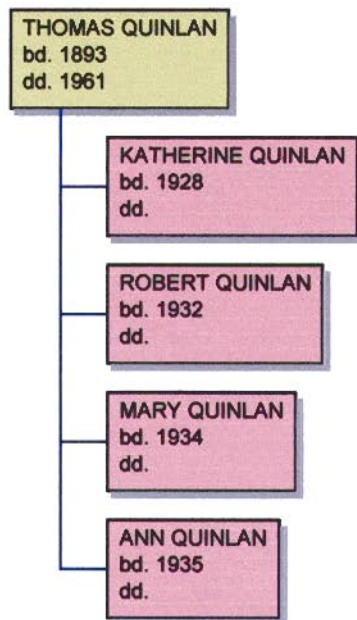 THOMAS QUINLAN
bd. 1893
dd. 1961
KATHERINE QUINLAN
bd. 1928
dd.
ROBERT QUINLAN
bd. 1932
dd.
MARY QUINLAN
bd. 1934
dd.
ANN QUINLAN
bd. 1935
dd.